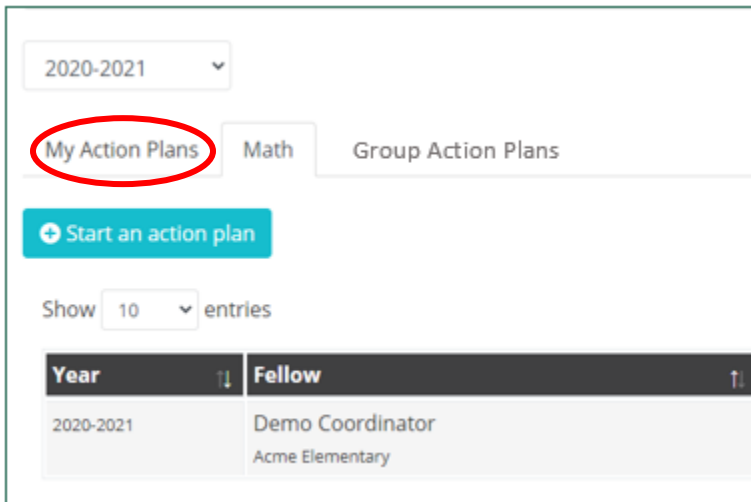 2020-2021
My Action Plans Math Group Action Plans
Start an action plan
Show 10 entries
Year Fellow
2020-2021 Demo Coordinator
Acme Elementary